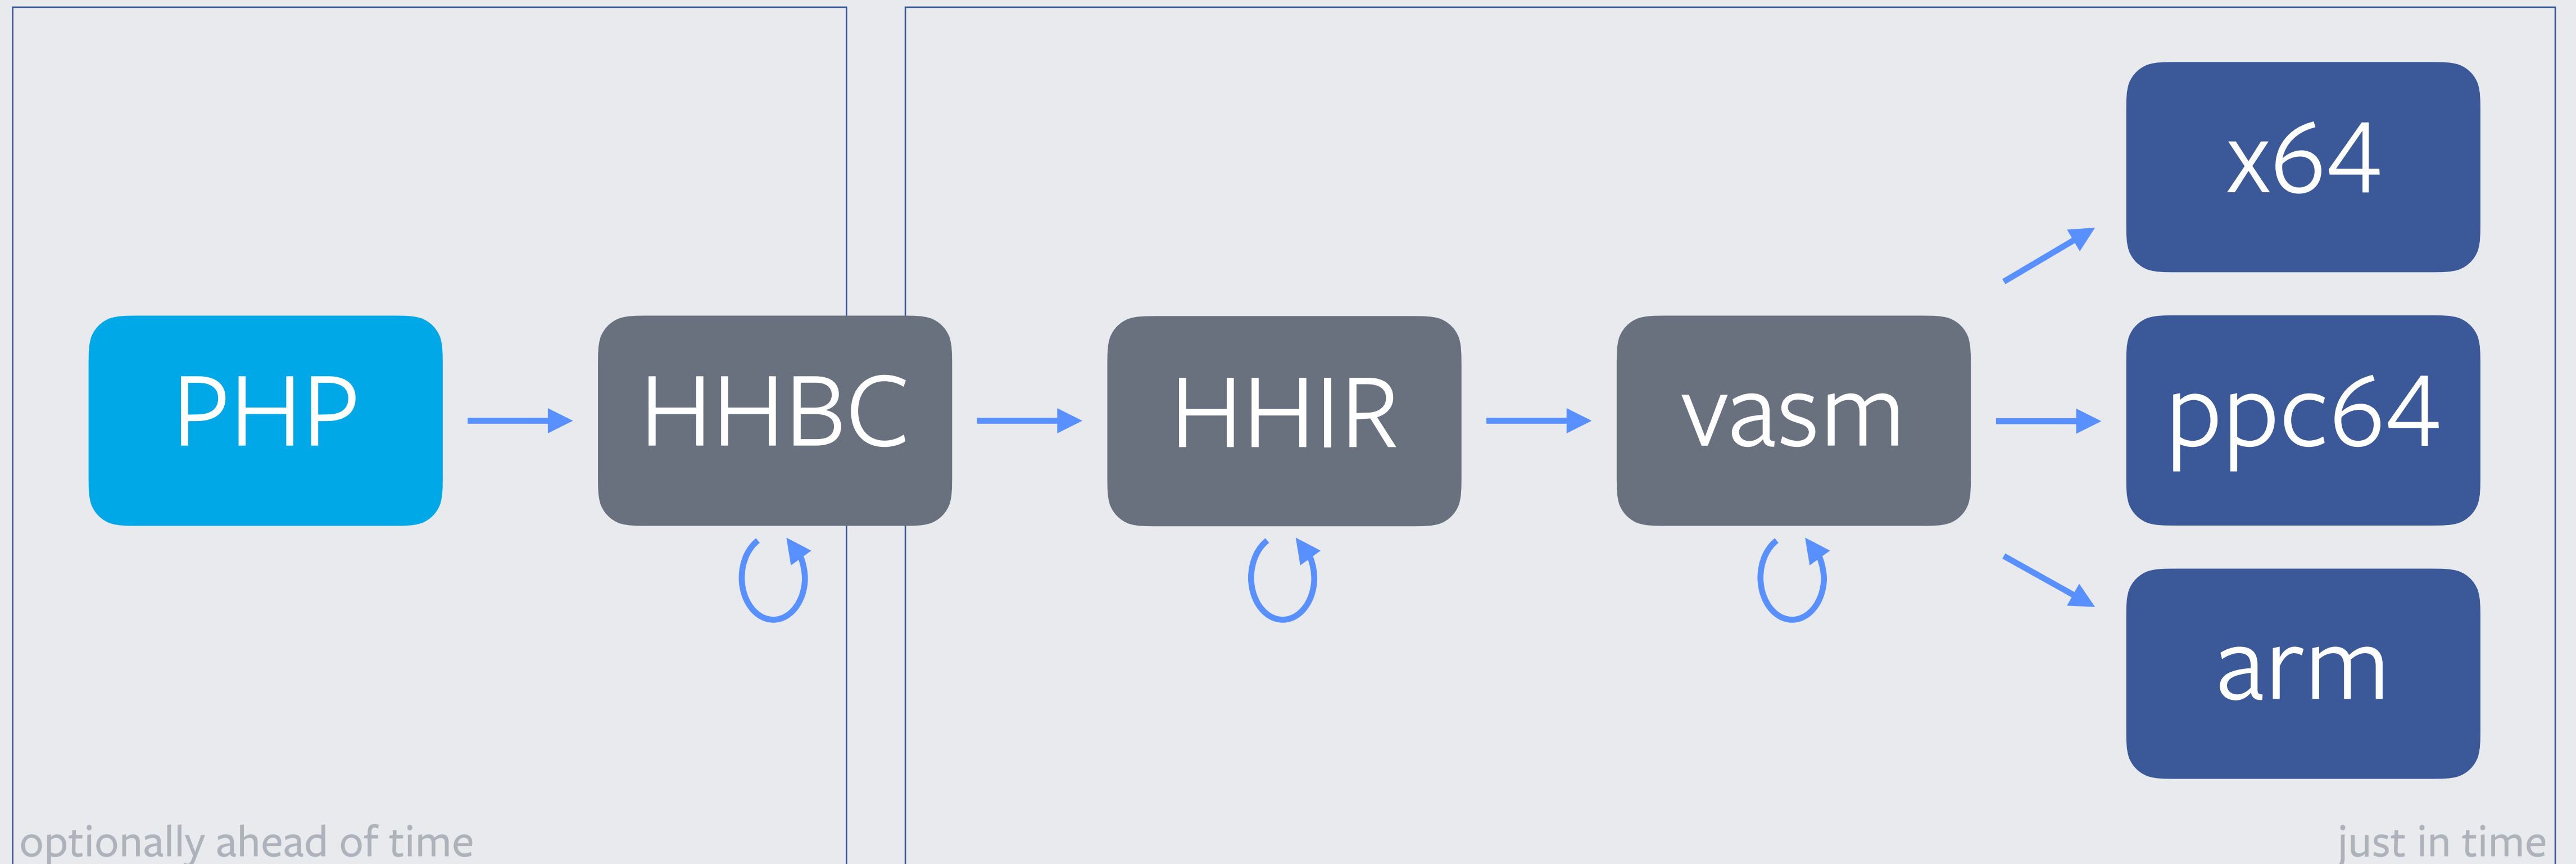 x64
PHP
HHBC
HHIR
vasm
ppc64
arm
optionally ahead of time
just in time